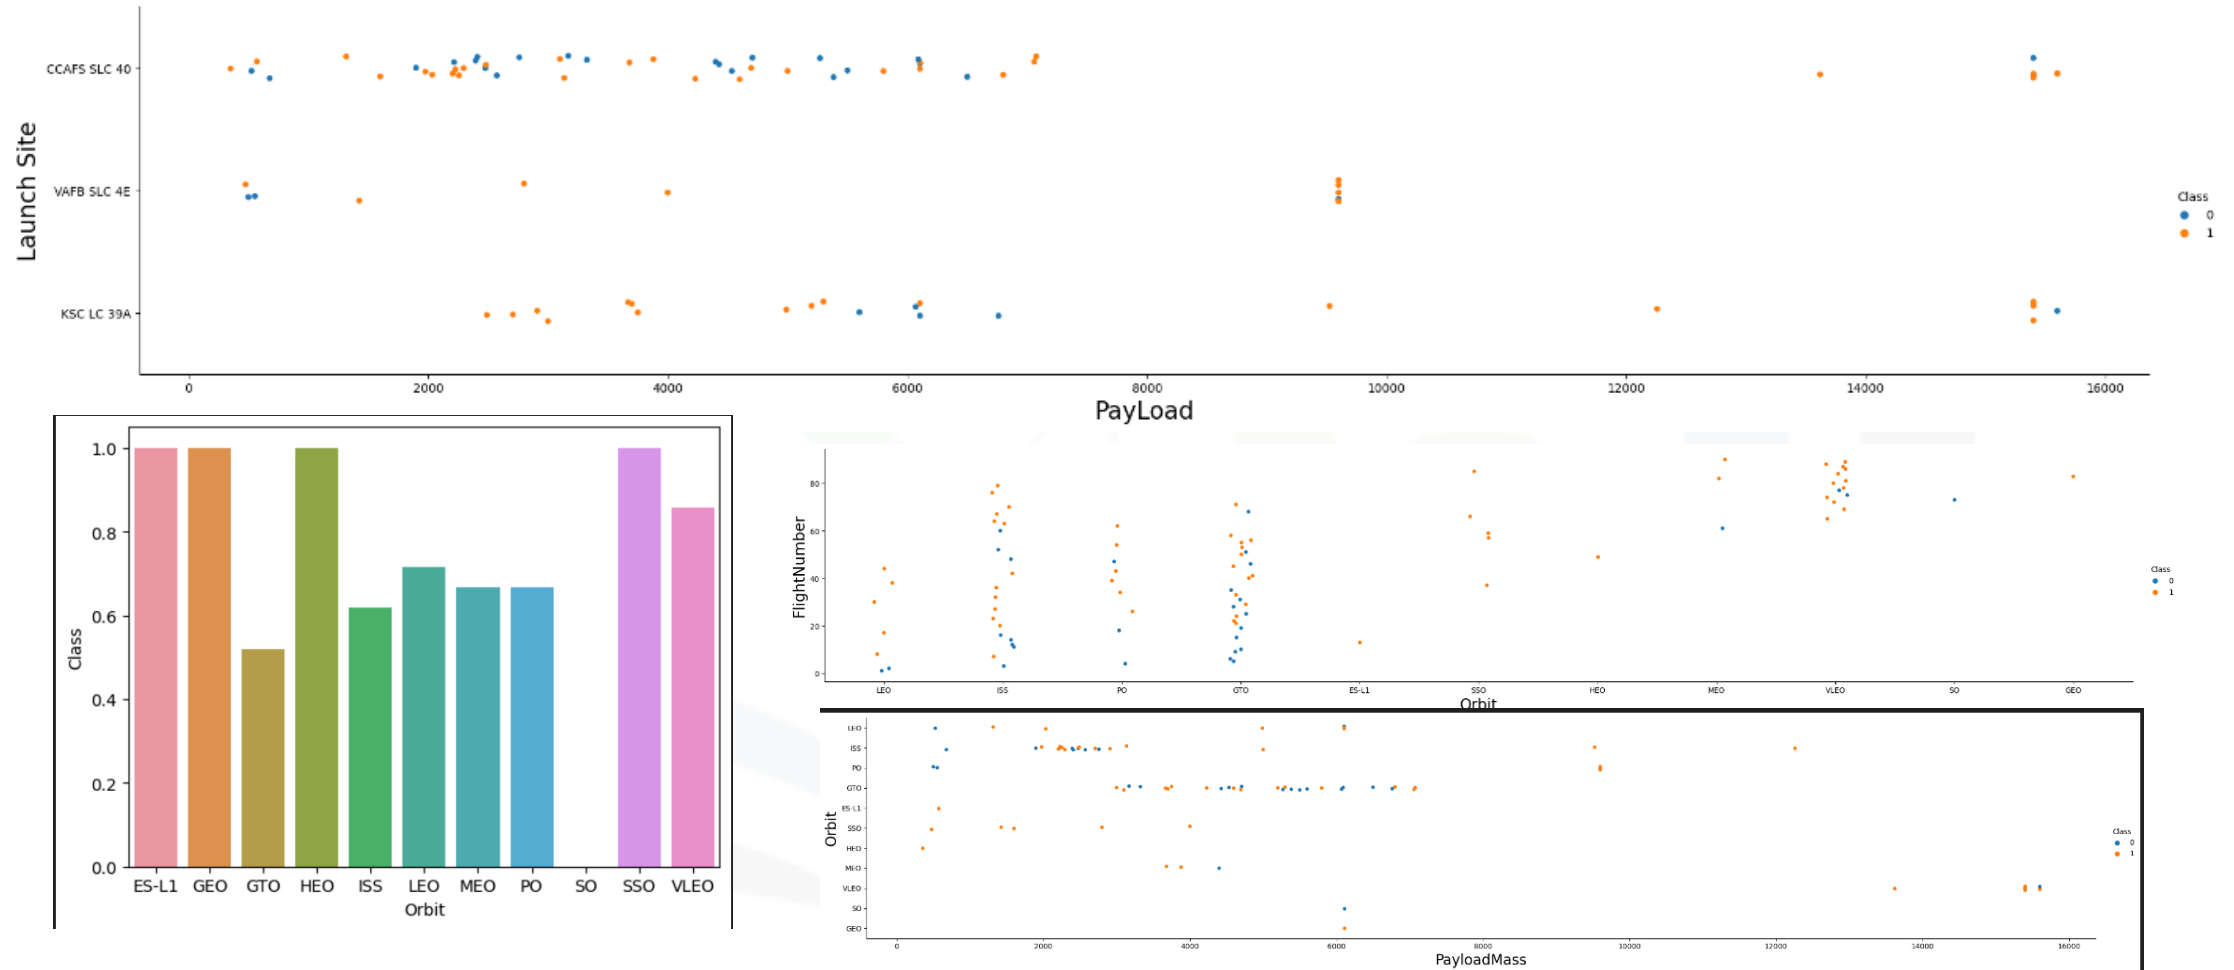 CCAFS SLC 40
VAFB SLC 4E
KSC LC 39A
Launch Site
0 2000 4000 6000 8000 10000 12000 14000 16000
PayLoad
Class
0
1
1.0
0.8
0.6
0.4
0.2
0.0
Class
ES-L1 GEO GTO HEO ISS LEO MEO PO SO SSO VLEO
Orbit
80
60
40
20
0
FlightNumber
LEO ISS PO GTO ES-L1 SSO HEO MEO VLEO SO GEO
Orbit
Class
0
1
LEO
ISS
PO
GTO
ES-L1
SSO
HEO
MEO
VLEO
SO
GEO
Orbit
0 2000 4000 6000 8000 10000 12000 14000 16000
PayloadMass
Class
0
1